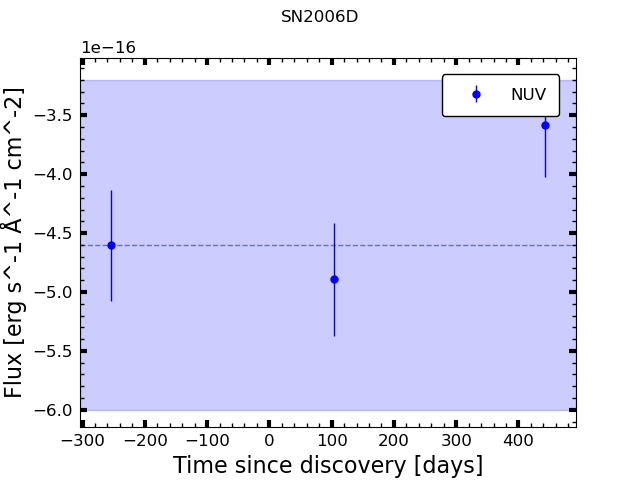 SN2006D
1e−16
NUV
−3.5
−4.0
−4.5
−5.0
−5.5
−6.0
Flux [erg s^-1 Å^-1 cm^-2]
−300 −200 −100 0 100 200 300 400
Time since discovery [days]